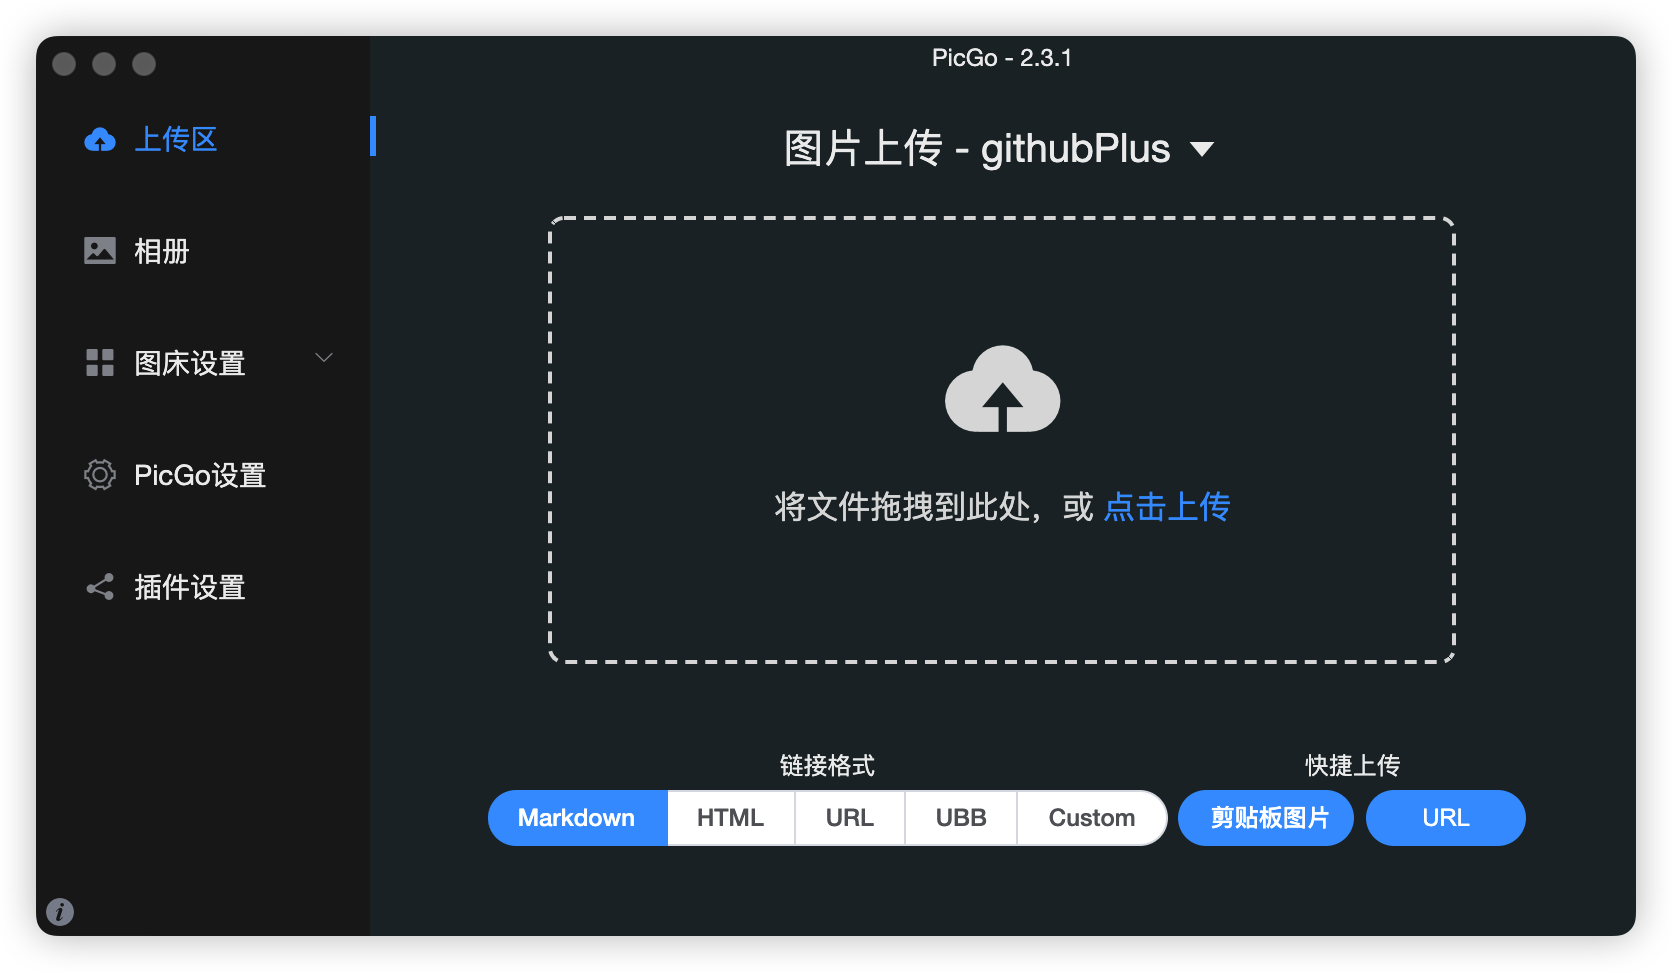 PicGo - 2.3.1
上传区
相册
图床设置
PicGo设置
插件设置
图片上传 - githubPlus
将文件拖拽到此处，或 点击上传
链接格式
快捷上传
Markdown HTML URL UBB Custom
剪贴板图片 URL
i